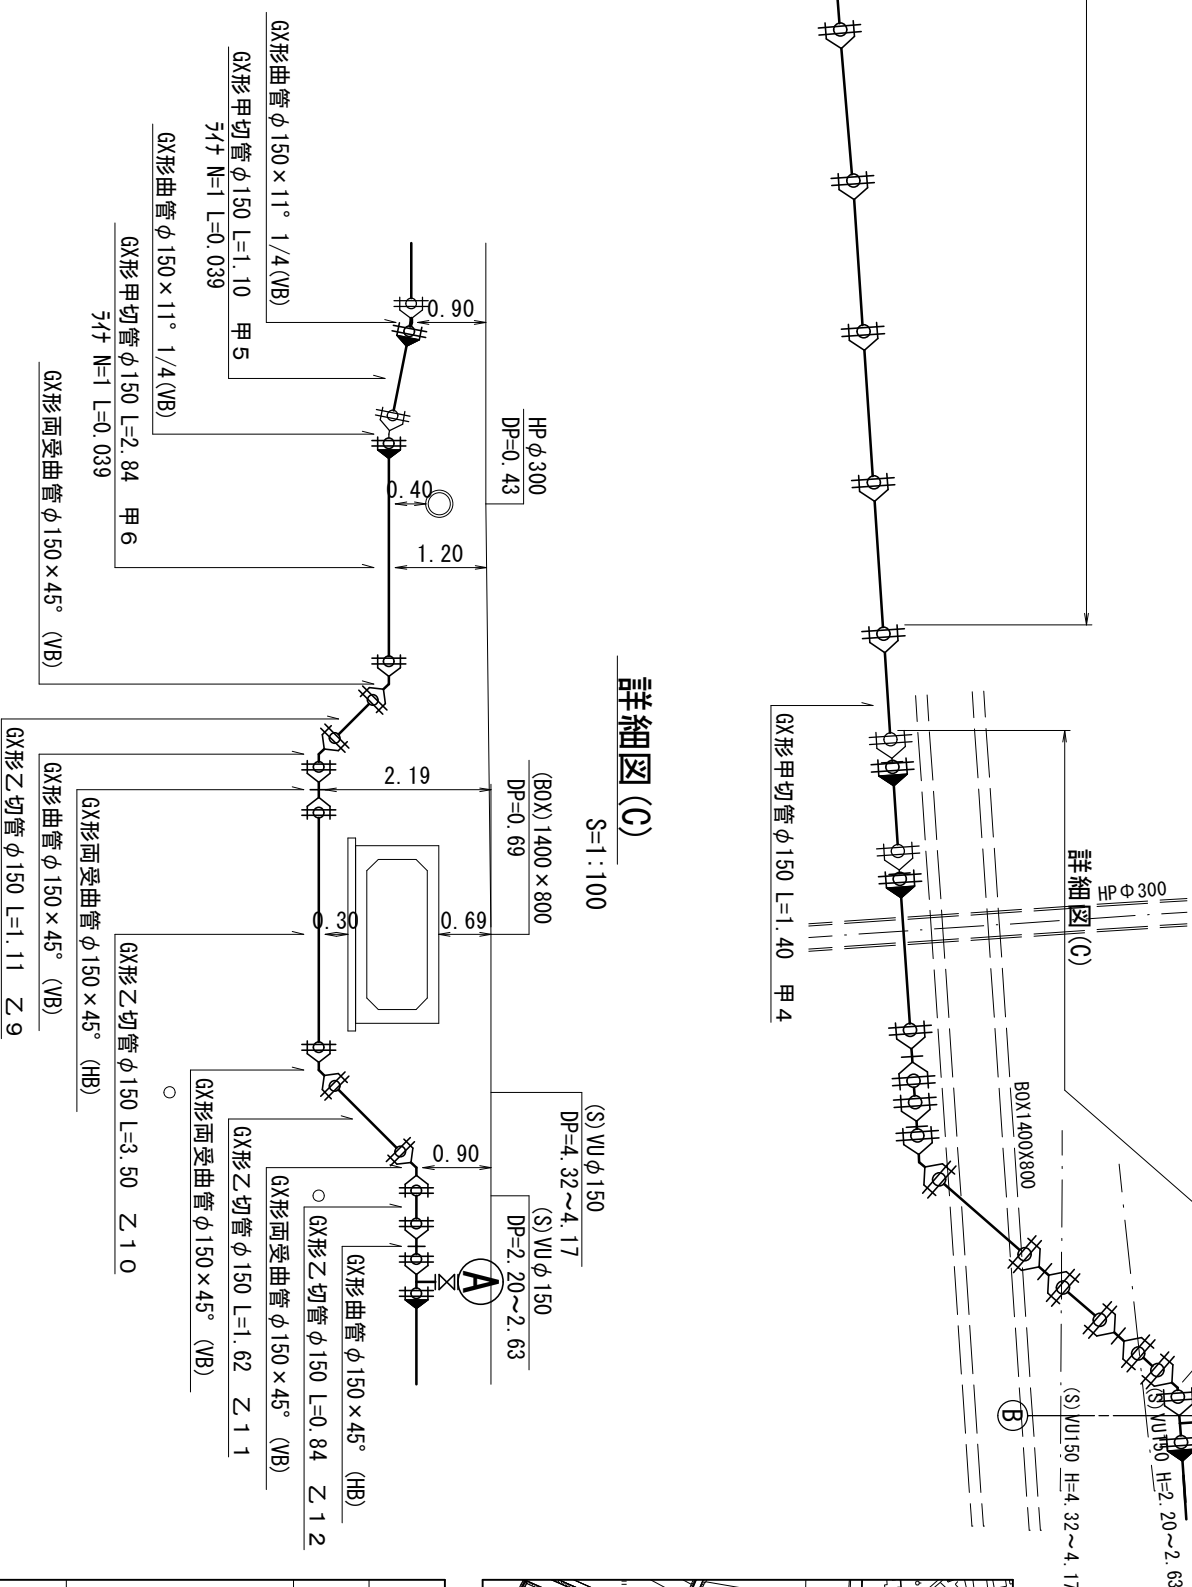 GX形甲切管φ150 L=1.40 甲4
詳細図(C)
HPΦ300
BOX1400X800
B
(S)VU150 H=4.32～4.17
(S)VU150 H=2.20～2.63
詳細図(C)
S=1:100
HPφ300
DP=0.43
(BOX)1400×800
DP=0.69
(S)VUφ150
DP=4.32～4.17
(S)VUφ150
DP=2.20～2.63
0.90
0.40
1.20
2.19
0.30
0.69
0.90
A
GX形曲管φ150×11° 1/4(VB)
GX形甲切管φ150 L=1.10 甲5
ﾗｲﾅ N=1 L=0.039
GX形曲管φ150×11° 1/4(VB)
GX形甲切管φ150 L=2.84 甲6
ﾗｲﾅ N=1 L=0.039
GX形両受曲管φ150×45° (VB)
GX形乙切管φ150 L=1.11 乙9
GX形曲管φ150×45° (VB)
GX形両受曲管φ150×45° (HB)
GX形乙切管φ150 L=3.50 乙10
GX形両受曲管φ150×45° (VB)
GX形乙切管φ150 L=1.62 乙11
GX形両受曲管φ150×45° (VB)
GX形乙切管φ150 L=0.84 乙12
GX形曲管φ150×45° (HB)